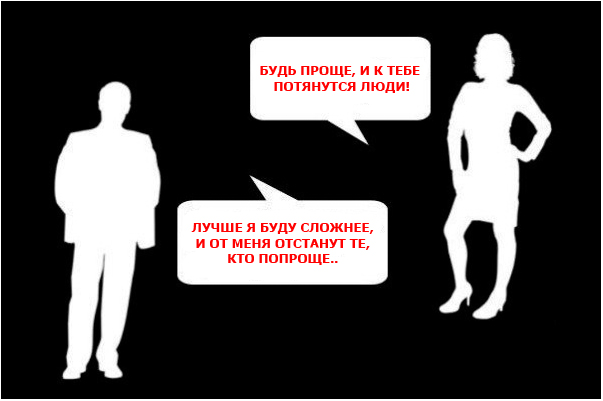 БУДЬ ПРОЩЕ, И К ТЕБЕ
ПОТЯНУТСЯ ЛЮДИ!
ЛУЧШЕ Я БУДУ СЛОЖНЕЕ,
И ОТ МЕНЯ ОТСТАНУТ ТЕ,
КТО ПОПРОЩЕ..